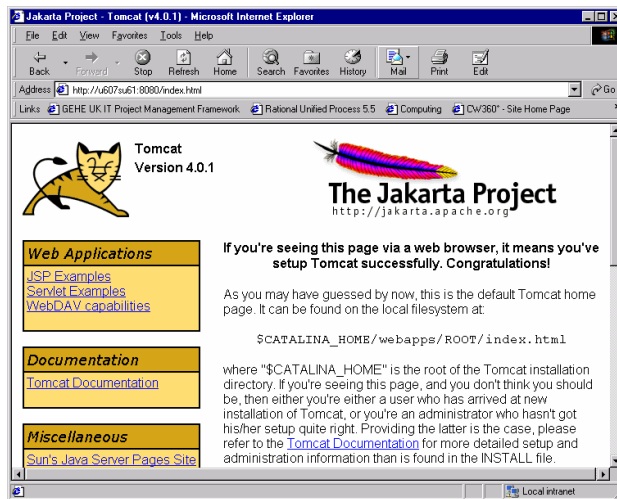 Jakarta Project - Tomcat (v4.0.1) - Microsoft Internet Explorer
File Edit View Favorites Tools Help
Back Forward Stop Refresh Home Search Favorites History Mail Print Edit
Address http://u607su61:8080/index.html Go
Links GEHE UK IT Project Management Framework Rational Unified Process 5.5 Computing CW360° - Site Home Page
Tomcat
Version 4.0.1
The Jakarta Project
http://jakarta.apache.org
Web Applications
JSP Examples
Servlet Examples
WebDAV capabilities
Documentation
Tomcat Documentation
Miscellaneous
Sun's Java Server Pages Site
If you're seeing this page via a web browser, it means you've
setup Tomcat successfully. Congratulations!
As you may have guessed by now, this is the default Tomcat home
page. It can be found on the local filesystem at:
$CATALINA_HOME/webapps/ROOT/index.html
where "$CATALINA_HOME" is the root of the Tomcat installation
directory. If you're seeing this page, and you don't think you should
be, then either you're either a user who has arrived at new
installation of Tomcat, or you're an administrator who hasn't got
his/her setup quite right. Providing the latter is the case, please
refer to the Tomcat Documentation for more detailed setup and
administration information than is found in the INSTALL file.
Local intranet